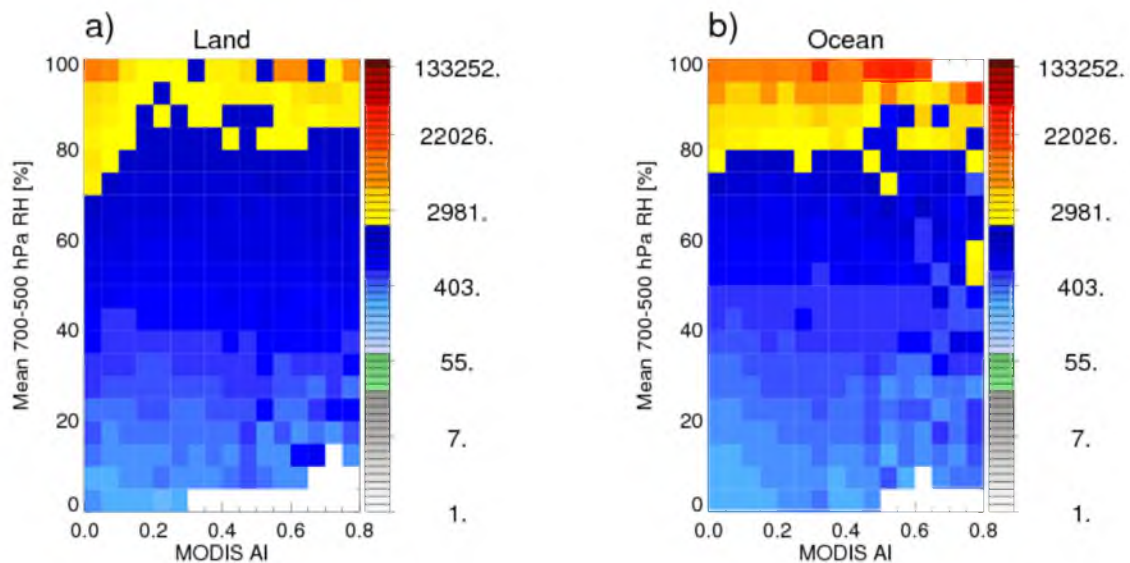 a)
Land
Mean 700-500 hPa RH [%]
100
80
60
40
20
0
0.0 0.2 0.4 0.6 0.8
MODIS AI
133252.
22026.
2981.
403.
55.
7.
1.
b)
Ocean
Mean 700-500 hPa RH [%]
100
80
60
40
20
0
0.0 0.2 0.4 0.6 0.8
MODIS AI
133252.
22026.
2981.
403.
55.
7.
1.